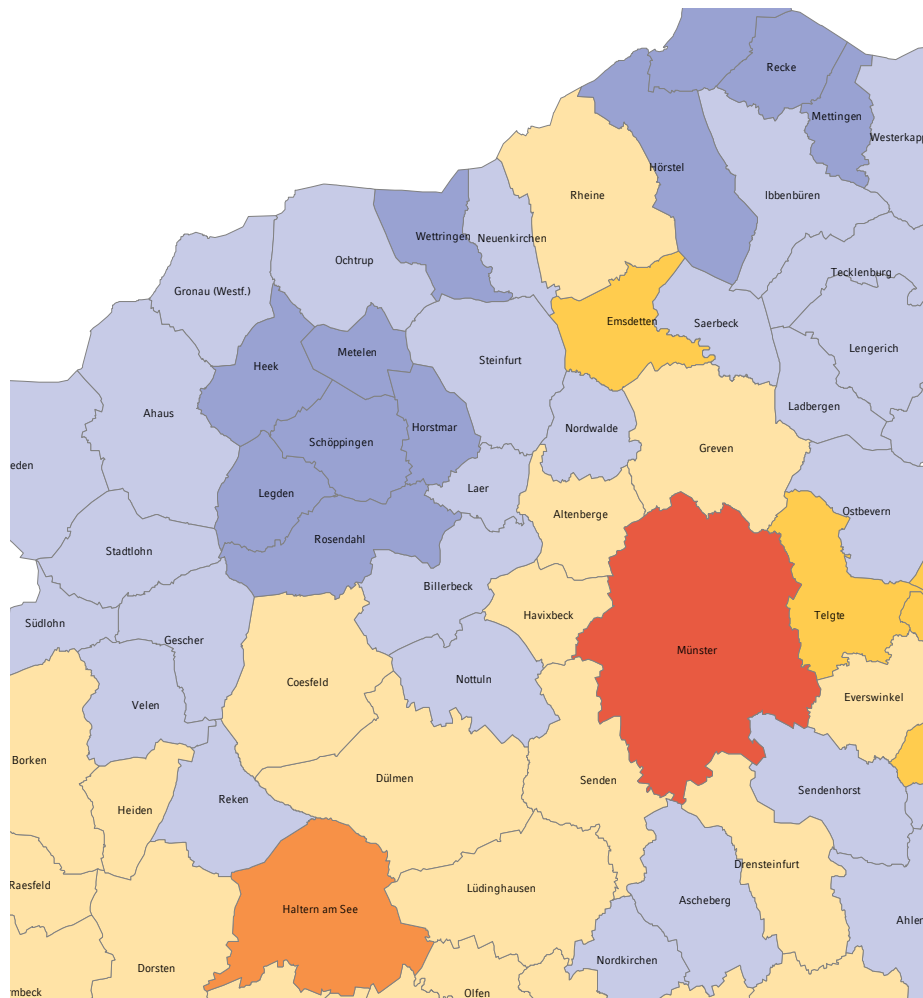 Recke
Mettingen
Westerkapp
Hörstel
Rheine
Ibbenbüren
Wettringen
Neuenkirchen
Ochtrup
Tecklenburg
Gronau (Westf.)
Emsdetten
Saerbeck
Lengerich
Metelen
Steinfurt
Heek
Ladbergen
Ahaus
Horstmar
Nordwalde
Schöppingen
Greven
eden
Laer
Legden
Ostbevern
Altenberge
Rosendahl
Stadtlohn
Billerbeck
Havixbeck
Telgte
Südlohn
Gescher
Münster
Nottuln
Coesfeld
Everswinkel
Velen
Borken
Dülmen
Senden
Sendenhorst
Reken
Heiden
Drensteinfurt
Raesfeld
Lüdinghausen
Ascheberg
Haltern am See
Ahlen
Nordkirchen
Dorsten
rmbeck
Olfen